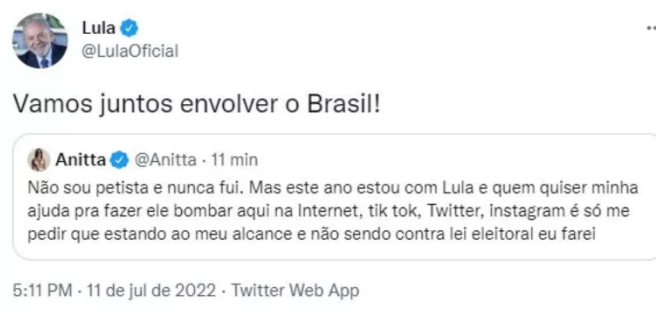 Lula
@LulaOficial
Vamos juntos envolver o Brasil!
Anitta @Anitta · 11 min
Não sou petista e nunca fui. Mas este ano estou com Lula e quem quiser minha
ajuda pra fazer ele bombar aqui na Internet, tik tok, Twitter, instagram é só me
pedir que estando ao meu alcance e não sendo contra lei eleitoral eu farei
5:11 PM · 11 de jul de 2022 · Twitter Web App